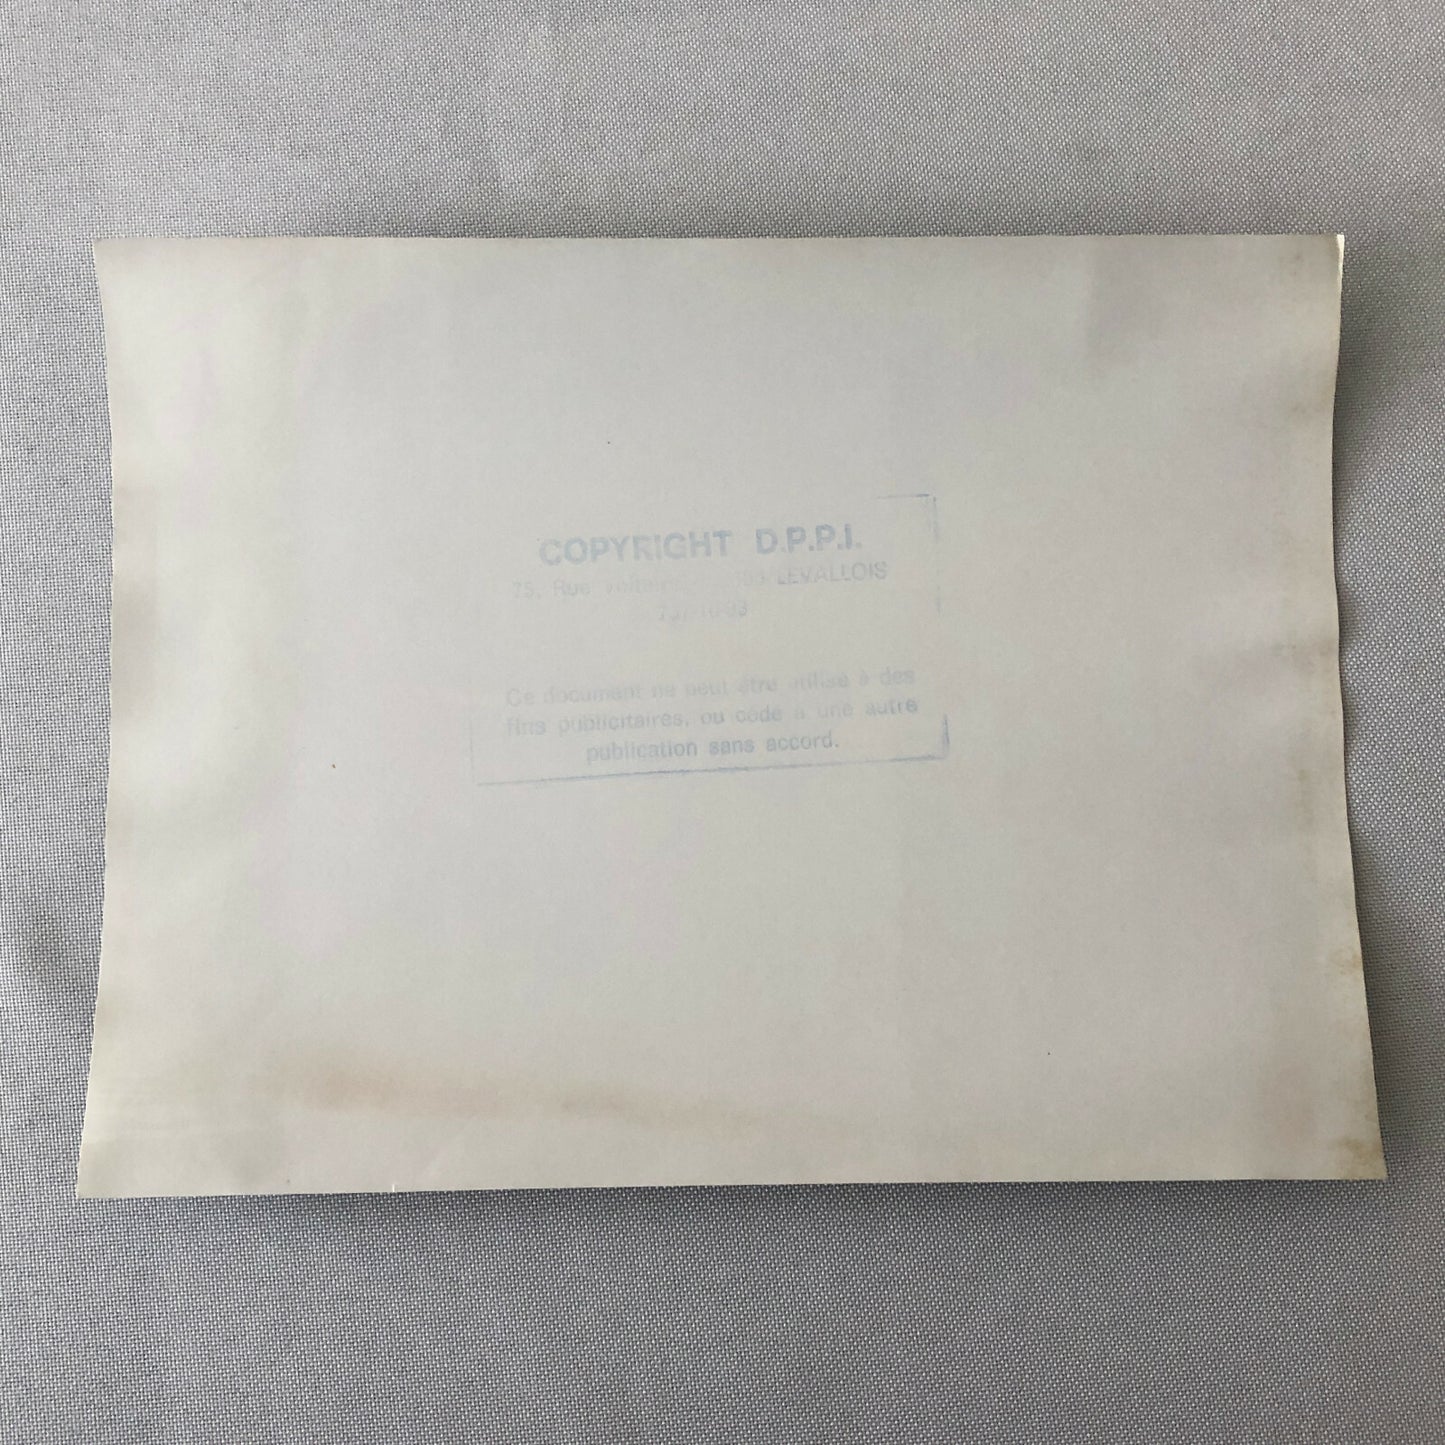 COPYRIGHT D.P.P.I.
75, Rue Voltaire LEVALLOIS
Ce document ne peut être utilisé à des
fins publicitaires, ou cédé à une autre
publication sans accord.